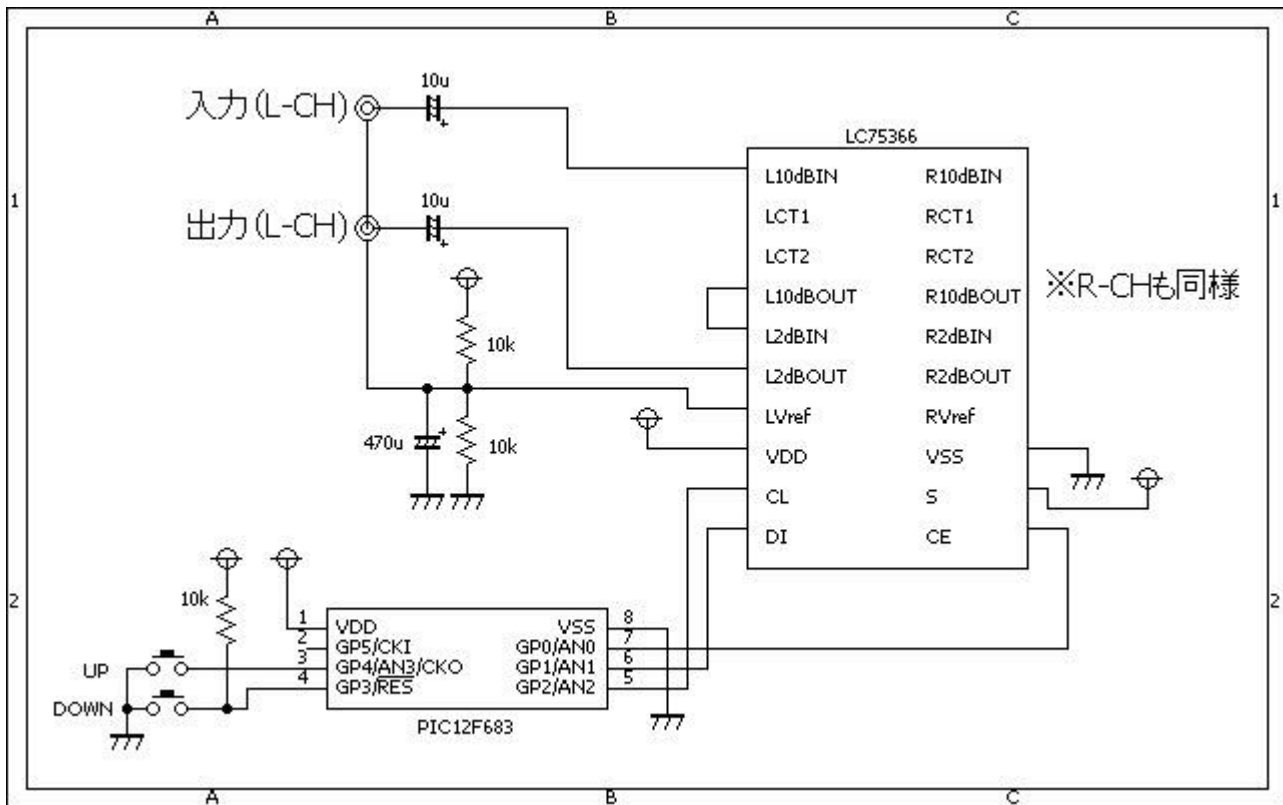 A B C
10u
入力(L-CH)
LC75366
L10dBIN R10dBIN
1 1
10u
LCT1 RCT1
出力(L-CH)
LCT2 RCT2
※R-CHも同様
L10dBOUT R10dBOUT
10k
L2dBIN R2dBIN
L2dBOUT R2dBOUT
LVref RVref
470u
10k
VDD VSS
CL S
DI CE
10k
2 2
1 VDD VSS 8
2 GP5/CKI GP0/AN0 7
UP
3 GP4/AN3/CKO GP1/AN1 6
4 GP3/RES GP2/AN2 5
DOWN
PIC12F683
A B C
+
+
+